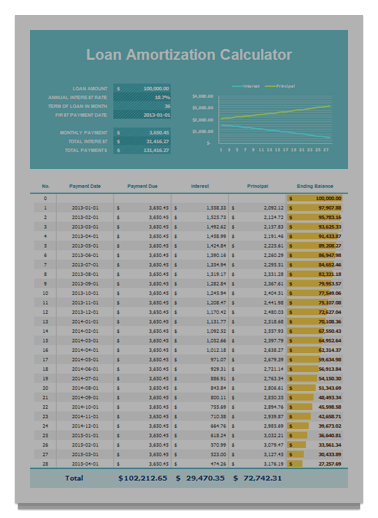 Loan Amortization Calculator
LOAN AMOUNT $ 100,000.00
ANNUAL INTEREST RATE 18.7%
TERM OF LOAN IN MONTH 36
FIRST PAYMENT DATE 2013-01-01
MONTHLY PAYMENT $ 3,650.45
TOTAL INTEREST $ 31,416.27
TOTAL PAYMENTS $ 131,416.27
Interest Principal
$4,000.00
$3,000.00
$2,000.00
$1,000.00
$-
1 3 5 7 9 11 13 15 17 19 21 23 25 27
No. Payment Date Payment Due Interest Principal Ending Balance
0 $ 100,000.00
1 2013-01-01 $ 3,650.45 $ 1,558.33 $ 2,092.12 $ 97,907.88
2 2013-02-01 $ 3,650.45 $ 1,525.73 $ 2,124.72 $ 95,783.16
3 2013-03-01 $ 3,650.45 $ 1,492.62 $ 2,157.83 $ 93,625.33
4 2013-04-01 $ 3,650.45 $ 1,458.99 $ 2,191.46 $ 91,433.87
5 2013-05-01 $ 3,650.45 $ 1,424.84 $ 2,225.61 $ 89,208.27
6 2013-06-01 $ 3,650.45 $ 1,390.16 $ 2,260.29 $ 86,947.98
7 2013-07-01 $ 3,650.45 $ 1,354.94 $ 2,295.51 $ 84,652.46
8 2013-08-01 $ 3,650.45 $ 1,319.17 $ 2,331.28 $ 82,321.18
9 2013-09-01 $ 3,650.45 $ 1,282.84 $ 2,367.61 $ 79,953.57
10 2013-10-01 $ 3,650.45 $ 1,245.94 $ 2,404.51 $ 77,549.06
11 2013-11-01 $ 3,650.45 $ 1,208.47 $ 2,441.98 $ 75,107.08
12 2013-12-01 $ 3,650.45 $ 1,170.42 $ 2,480.03 $ 72,627.04
13 2014-01-01 $ 3,650.45 $ 1,131.77 $ 2,518.68 $ 70,108.36
14 2014-02-01 $ 3,650.45 $ 1,092.52 $ 2,557.93 $ 67,550.43
15 2014-03-01 $ 3,650.45 $ 1,052.66 $ 2,597.79 $ 64,952.64
16 2014-04-01 $ 3,650.45 $ 1,012.18 $ 2,638.27 $ 62,314.37
17 2014-05-01 $ 3,650.45 $ 971.07 $ 2,679.39 $ 59,634.98
18 2014-06-01 $ 3,650.45 $ 929.31 $ 2,721.14 $ 56,913.84
19 2014-07-01 $ 3,650.45 $ 886.91 $ 2,763.54 $ 54,150.30
20 2014-08-01 $ 3,650.45 $ 843.84 $ 2,806.61 $ 51,343.69
21 2014-09-01 $ 3,650.45 $ 800.11 $ 2,850.35 $ 48,493.34
22 2014-10-01 $ 3,650.45 $ 755.69 $ 2,894.76 $ 45,598.58
23 2014-11-01 $ 3,650.45 $ 710.58 $ 2,939.87 $ 42,658.71
24 2014-12-01 $ 3,650.45 $ 664.76 $ 2,985.69 $ 39,673.02
25 2015-01-01 $ 3,650.45 $ 618.24 $ 3,032.21 $ 36,640.81
26 2015-02-01 $ 3,650.45 $ 570.99 $ 3,079.47 $ 33,561.34
27 2015-03-01 $ 3,650.45 $ 523.00 $ 3,127.45 $ 30,433.89
28 2015-04-01 $ 3,650.45 $ 474.26 $ 3,176.19 $ 27,257.69
Total $102,212.65 $ 29,470.35 $ 72,742.31